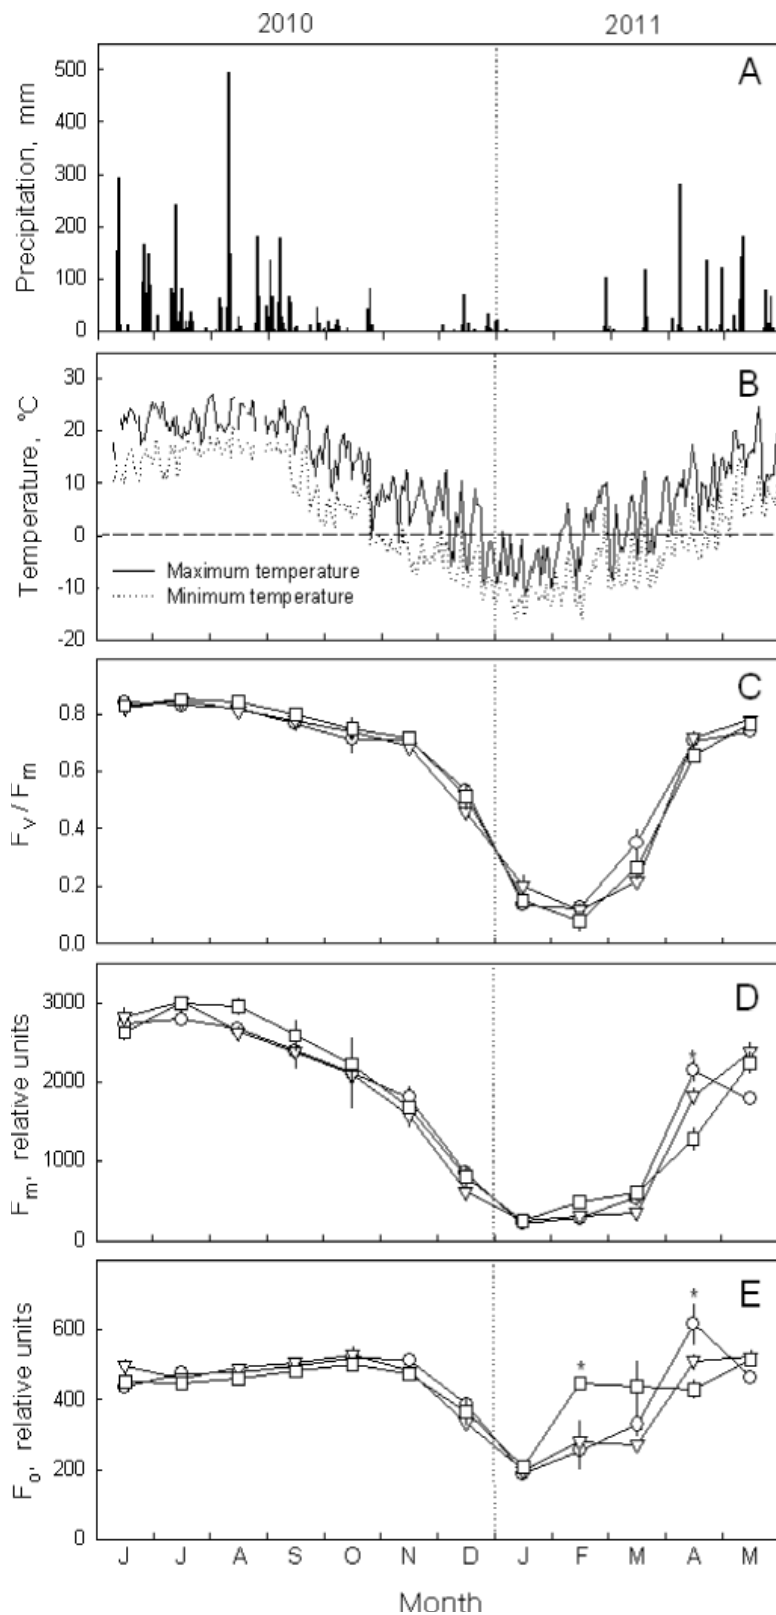 2010 2011
A
Precipitation, mm
500
400
300
200
100
0
B
Temperature, °C
30
20
10
0
-10
-20
Maximum temperature
Minimum temperature
C
Fv / Fm
0.8
0.6
0.4
0.2
0.0
D
Fm, relative units
3000
2000
1000
0
*
E
Fo, relative units
600
400
200
0
* *
J J A S O N D J F M A M
Month